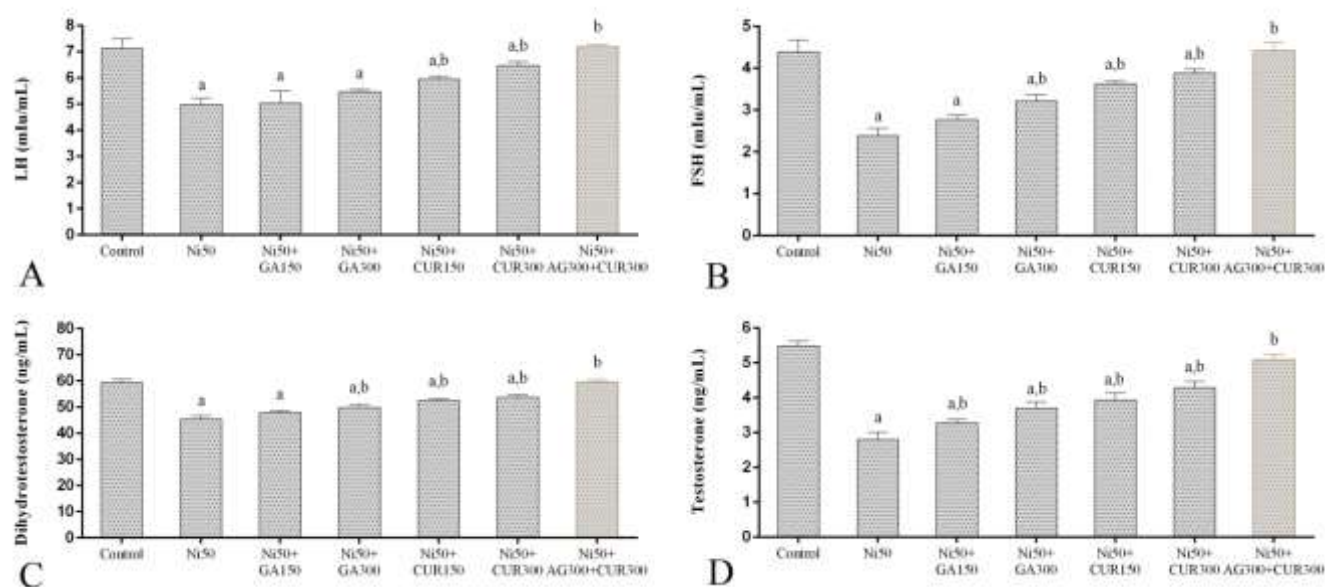 8
7
6
5
4
3
2
1
0
LH (mIu/mL)
a
a
a
a,b
a,b
b
Control
Ni50
Ni50+
GA150
Ni50+
GA300
Ni50+
CUR150
Ni50+
CUR300
Ni50+
AG300+CUR300
A
5
4
3
2
1
0
FSH (mIu/mL)
a
a
a,b
a,b
a,b
b
Control
Ni50
Ni50+
GA150
Ni50+
GA300
Ni50+
CUR150
Ni50+
CUR300
Ni50+
AG300+CUR300
B
80
70
60
50
40
30
20
10
0
Dihydrotestosterone (ng/mL)
a
a
a,b
a,b
a,b
b
Control
Ni50
Ni50+
GA150
Ni50+
GA300
Ni50+
CUR150
Ni50+
CUR300
Ni50+
AG300+CUR300
C
6
5
4
3
2
1
0
Testosterone (ng/mL)
a
a,b
a,b
a,b
a,b
b
Control
Ni50
Ni50+
GA150
Ni50+
GA300
Ni50+
CUR150
Ni50+
CUR300
Ni50+
AG300+CUR300
D